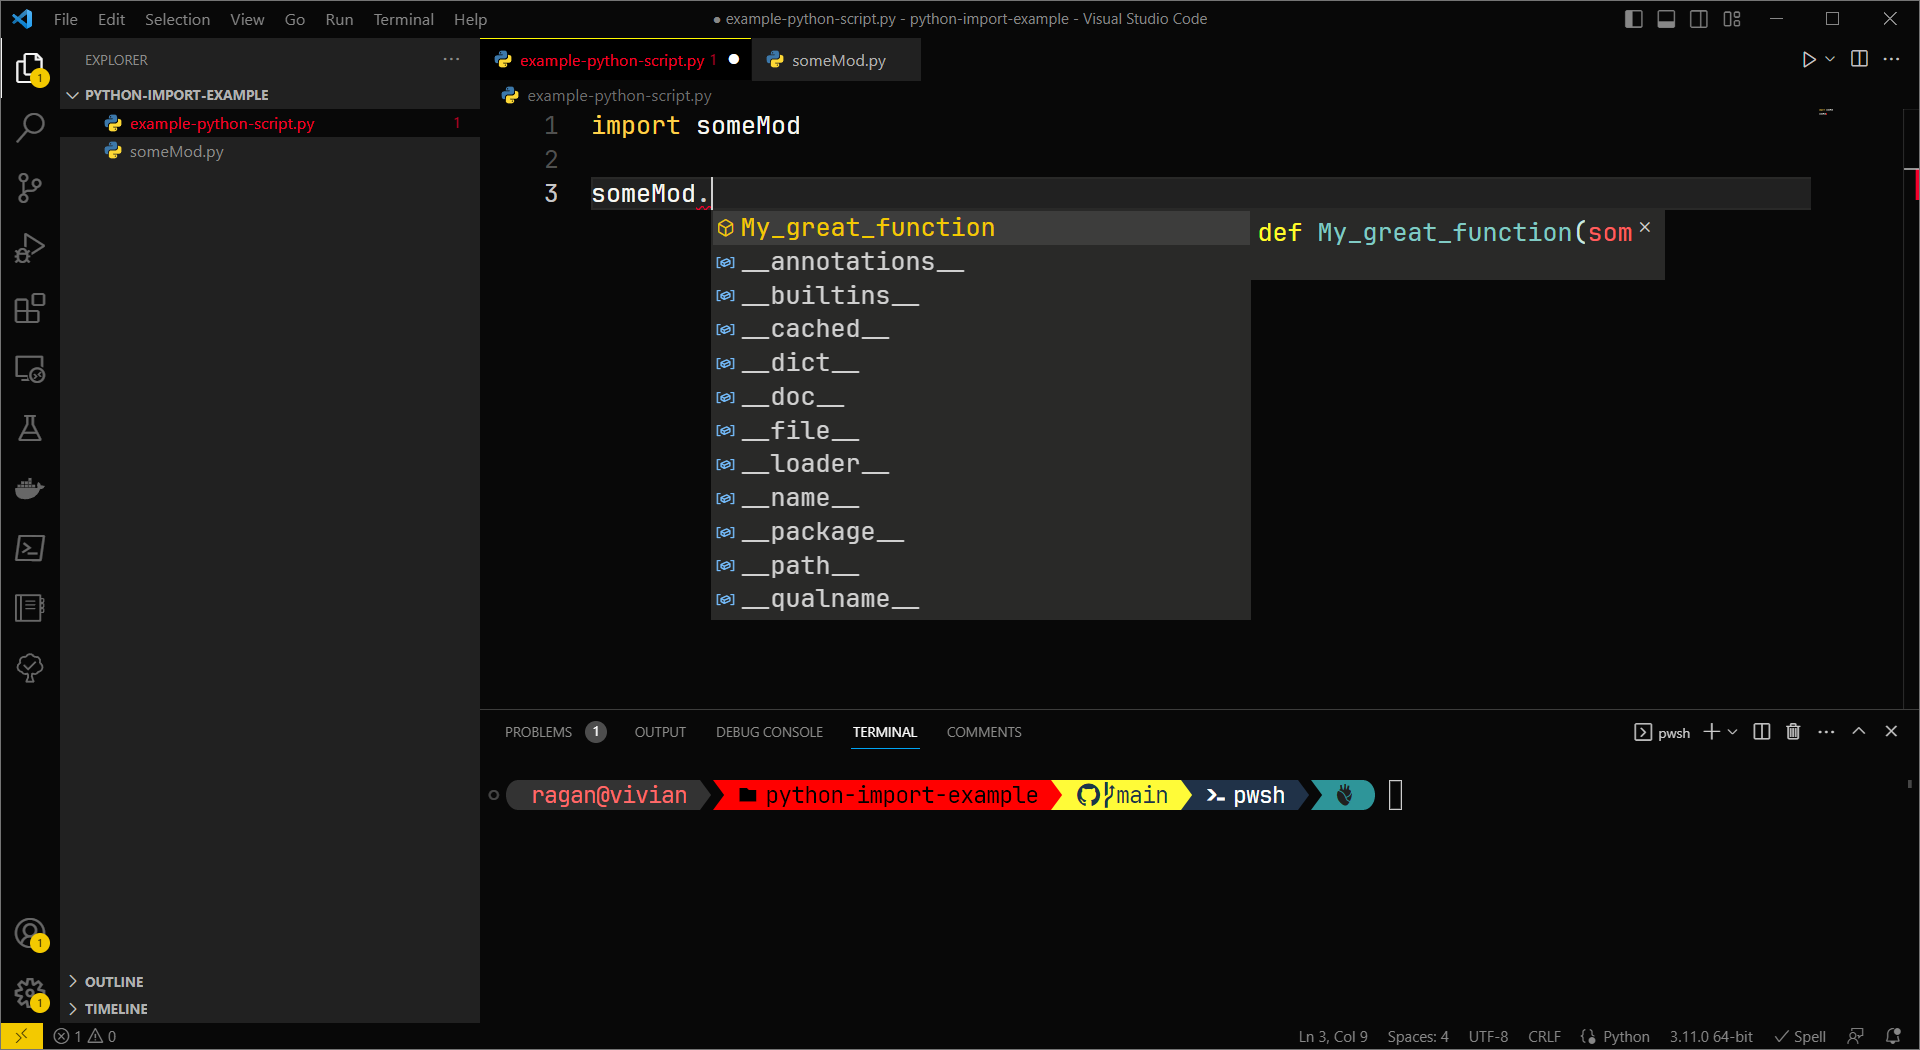 File Edit Selection View Go Run Terminal Help
● example-python-script.py - python-import-example - Visual Studio Code
EXPLORER
PYTHON-IMPORT-EXAMPLE
example-python-script.py 1
someMod.py
OUTLINE
TIMELINE
1
1
1
example-python-script.py 1
someMod.py
example-python-script.py
1 import someMod
2
3 someMod.
My_great_function
__annotations__
__builtins__
__cached__
__dict__
__doc__
__file__
__loader__
__name__
__package__
__path__
__qualname__
def My_great_function(som
PROBLEMS 1 OUTPUT DEBUG CONSOLE TERMINAL COMMENTS
pwsh
ragan@vivian python-import-example main pwsh
1 0
Ln 3, Col 9 Spaces: 4 UTF-8 CRLF Python 3.11.0 64-bit Spell